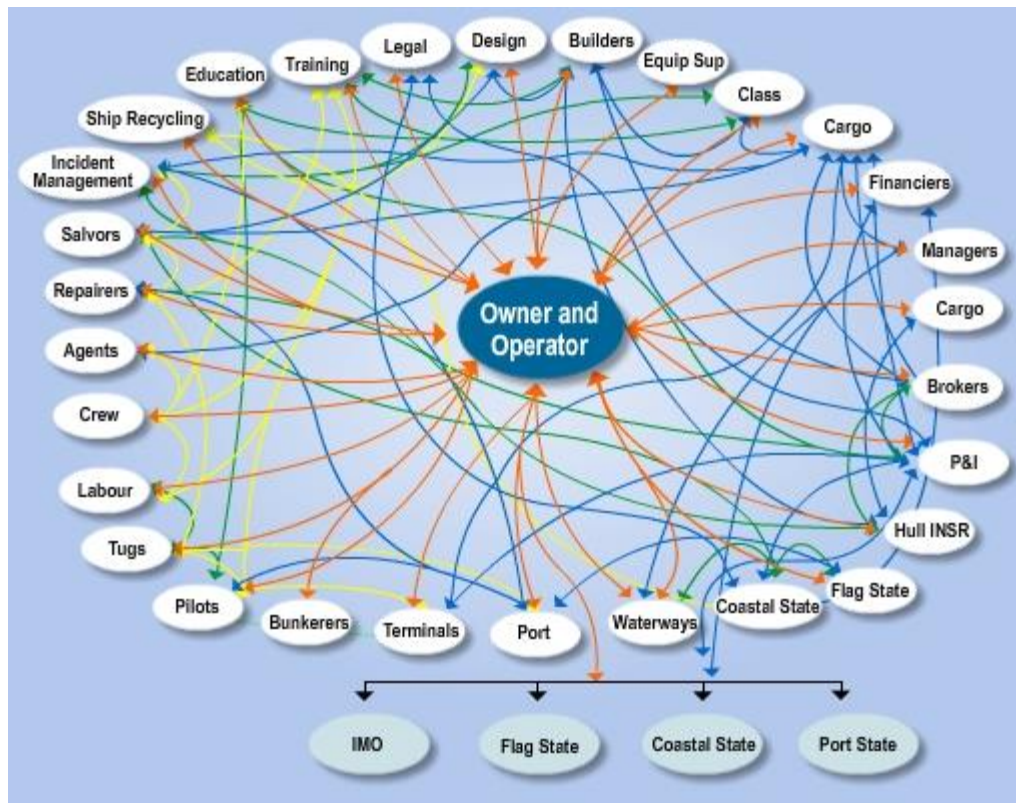 Legal
Design
Builders
Training
Equip Sup
Education
Class
Ship Recycling
Cargo
Incident
Management
Financiers
Salvors
Managers
Repairers
Cargo
Owner and
Operator
Agents
Brokers
Crew
P&I
Labour
Hull INSR
Tugs
Flag State
Pilots
Coastal State
Bunkerers
Terminals
Port
Waterways
IMO
Flag State
Coastal State
Port State